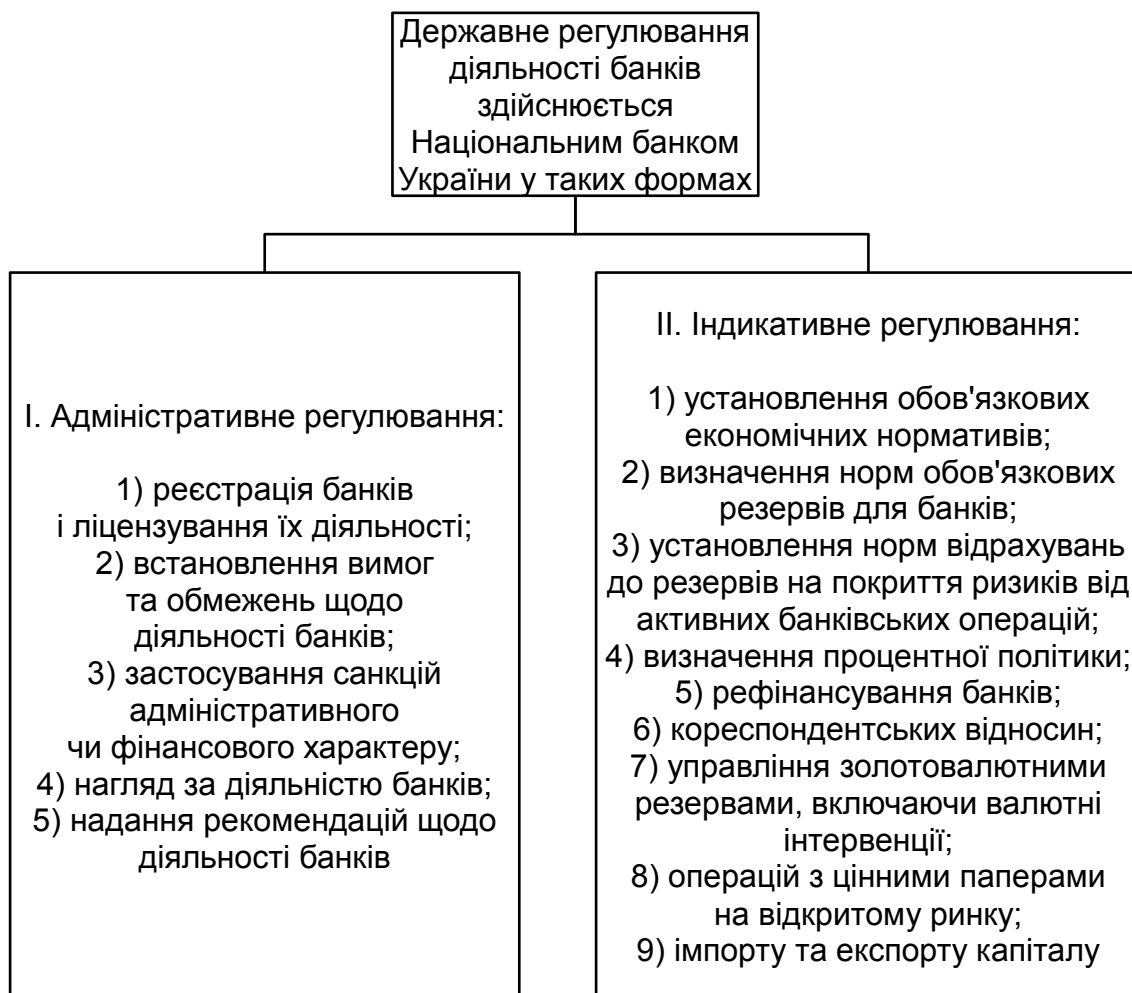 Державне регулювання
діяльності банків
здійснюється
Національним банком
України у таких формах
І. Адміністративне регулювання:
1) реєстрація банків
і ліцензування їх діяльності;
2) встановлення вимог
та обмежень щодо
діяльності банків;
3) застосування санкцій
адміністративного
чи фінансового характеру;
4) нагляд за діяльністю банків;
5) надання рекомендацій щодо
діяльності банків
ІІ. Індикативне регулювання:
1) установлення обов'язкових
економічних нормативів;
2) визначення норм обов'язкових
резервів для банків;
3) установлення норм відрахувань
до резервів на покриття ризиків від
активних банківських операцій;
4) визначення процентної політики;
5) рефінансування банків;
6) кореспондентських відносин;
7) управління золотовалютними
резервами, включаючи валютні
інтервенції;
8) операцій з цінними паперами
на відкритому ринку;
9) імпорту та експорту капіталу